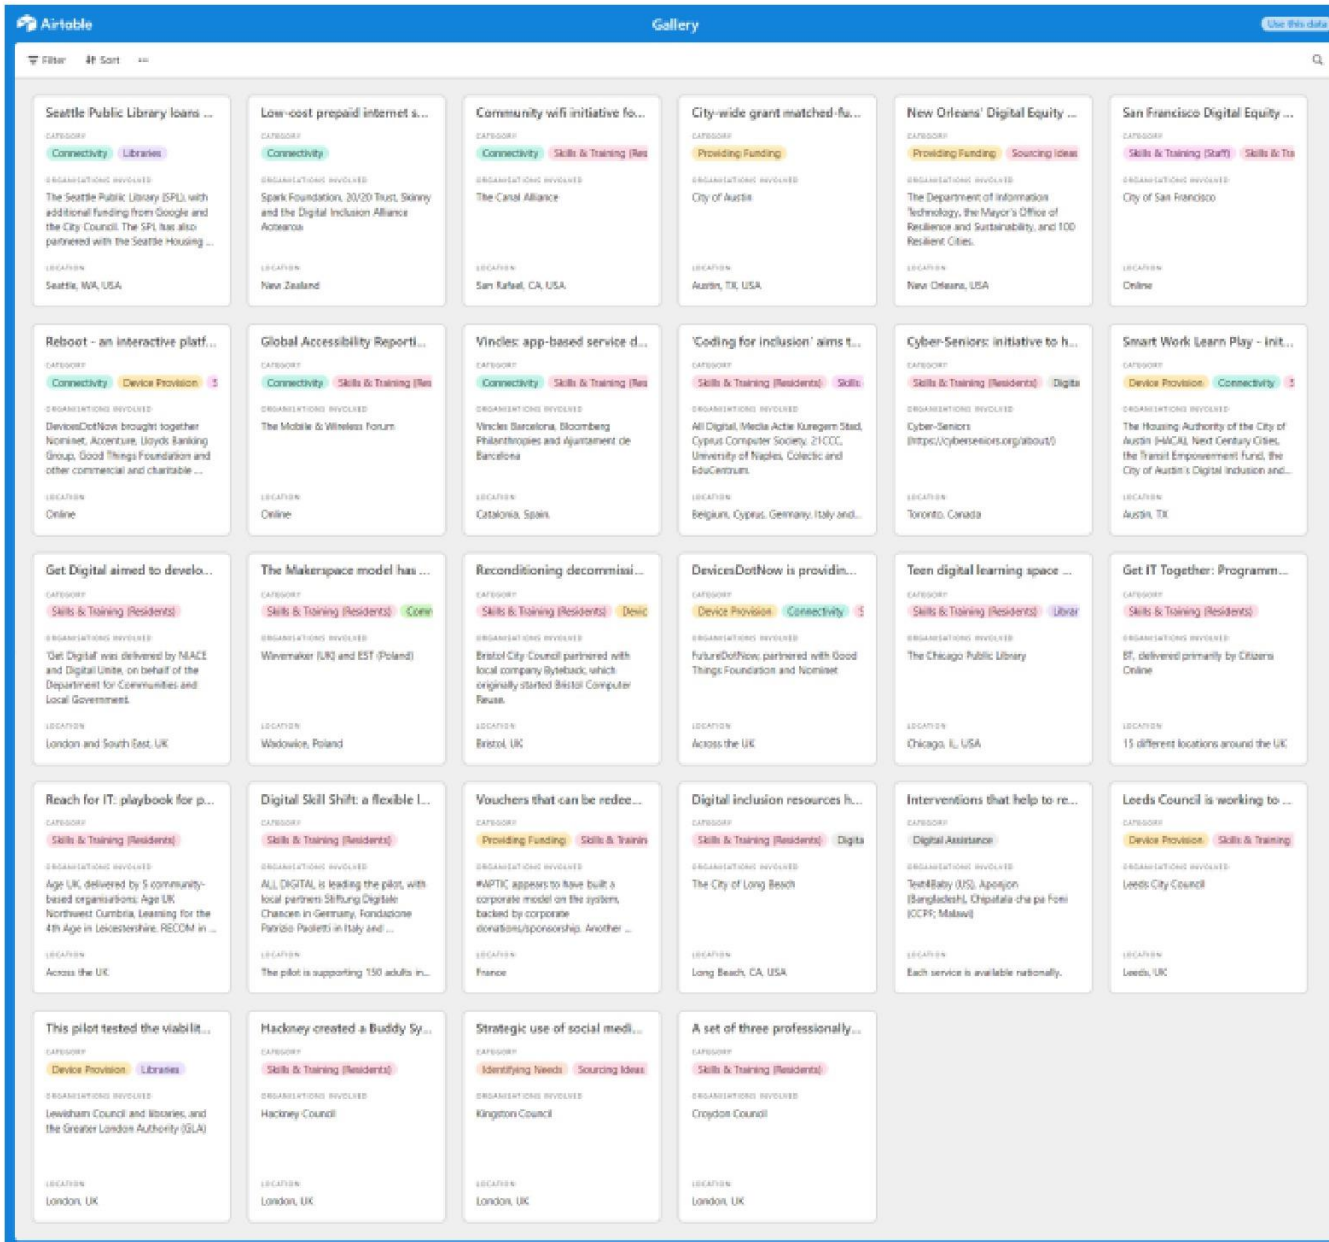 Airtable
Gallery
Use this data
Filter
Sort
Seattle Public Library loans ...
CATEGORY
Connectivity
Libraries
ORGANISATIONS INVOLVED
The Seattle Public Library (SPL), with
additional funding from Google and
the City Council. The SPL has also
partnered with the Seattle Housing ...
LOCATION
Seattle, WA, USA
Low-cost prepaid internet s...
CATEGORY
Connectivity
ORGANISATIONS INVOLVED
Spark Foundation, 20/20 Trust, Skinny
and the Digital Inclusion Alliance
Aotearoa
LOCATION
New Zealand
Community wifi initiative fo...
CATEGORY
Connectivity
Skills & Training (Res
ORGANISATIONS INVOLVED
The Canal Alliance
LOCATION
San Rafael, CA, USA
City-wide grant matched-fu...
CATEGORY
Providing Funding
ORGANISATIONS INVOLVED
City of Austin
LOCATION
Austin, TX, USA
New Orleans' Digital Equity ...
CATEGORY
Providing Funding
Sourcing Ideas
ORGANISATIONS INVOLVED
The Department of Information
Technology, the Mayor's Office of
Resilience and Sustainability, and 100
Resilient Cities.
LOCATION
New Orleans, USA
San Francisco Digital Equity ...
CATEGORY
Skills & Training (Staff)
Skills & Tra
ORGANISATIONS INVOLVED
City of San Francisco
LOCATION
Online
Reboot - an interactive platf...
CATEGORY
Connectivity
Device Provision
S
ORGANISATIONS INVOLVED
DevicesDotNow brought together
Nominet, Accenture, Lloyds Banking
Group, Good Things Foundation and
other commercial and charitable ...
LOCATION
Online
Global Accessibility Reporti...
CATEGORY
Connectivity
Skills & Training (Res
ORGANISATIONS INVOLVED
The Mobile & Wireless Forum
LOCATION
Online
Vincles: app-based service d...
CATEGORY
Connectivity
Skills & Training (Res
ORGANISATIONS INVOLVED
Vincles Barcelona, Bloomberg
Philanthropies and Ajuntament de
Barcelona
LOCATION
Catalonia, Spain.
'Coding for inclusion' aims t...
CATEGORY
Skills & Training (Residents)
Skills
ORGANISATIONS INVOLVED
All Digital, Media Actie Kuregem Stad,
Cyprus Computer Society, 21CCC,
University of Naples, Colectic and
EduCentrum.
LOCATION
Belgium, Cyprus, Germany, Italy and...
Cyber-Seniors: initiative to h...
CATEGORY
Skills & Training (Residents)
Digita
ORGANISATIONS INVOLVED
Cyber-Seniors
(https://cyberseniors.org/about/)
LOCATION
Toronto, Canada
Smart Work Learn Play - init...
CATEGORY
Device Provision
Connectivity
S
ORGANISATIONS INVOLVED
The Housing Authority of the City of
Austin (HACA), Next Century Cities,
the Transit Empowerment Fund, the
City of Austin's Digital Inclusion and...
LOCATION
Austin, TX
Get Digital aimed to develo...
CATEGORY
Skills & Training (Residents)
ORGANISATIONS INVOLVED
'Get Digital' was delivered by NIACE
and Digital Unite, on behalf of the
Department for Communities and
Local Government.
LOCATION
London and South East, UK
The Makerspace model has ...
CATEGORY
Skills & Training (Residents)
Comm
ORGANISATIONS INVOLVED
Wavemaker (UK) and EST (Poland)
LOCATION
Wadowice, Poland
Reconditioning decommissi...
CATEGORY
Skills & Training (Residents)
Devic
ORGANISATIONS INVOLVED
Bristol City Council partnered with
local company Byteback, which
originally started Bristol Computer
Reuse.
LOCATION
Bristol, UK
DevicesDotNow is providin...
CATEGORY
Device Provision
Connectivity
S
ORGANISATIONS INVOLVED
FutureDotNow, partnered with Good
Things Foundation and Nominet
LOCATION
Across the UK
Teen digital learning space ...
CATEGORY
Skills & Training (Residents)
Librar
ORGANISATIONS INVOLVED
The Chicago Public Library
LOCATION
Chicago, IL, USA
Get IT Together: Programm...
CATEGORY
Skills & Training (Residents)
ORGANISATIONS INVOLVED
BT, delivered primarily by Citizens
Online
LOCATION
15 different locations around the UK
Reach for IT: playbook for p...
CATEGORY
Skills & Training (Residents)
ORGANISATIONS INVOLVED
Age UK, delivered by 5 community-
based organisations: Age UK
Northwest Cumbria, Learning for the
4th Age in Leicestershire, RECOM in ...
LOCATION
Across the UK
Digital Skill Shift: a flexible l...
CATEGORY
Skills & Training (Residents)
ORGANISATIONS INVOLVED
ALL DIGITAL is leading the pilot, with
local partners Stiftung Digitale
Chancen in Germany, Fondazione
Patrizio Paoletti in Italy and ...
LOCATION
The pilot is supporting 150 adults in...
Vouchers that can be redee...
CATEGORY
Providing Funding
Skills & Trainin
ORGANISATIONS INVOLVED
#APTIC appears to have built a
corporate model on the system,
backed by corporate
donations/sponsorship. Another ...
LOCATION
France
Digital inclusion resources h...
CATEGORY
Skills & Training (Residents)
Digita
ORGANISATIONS INVOLVED
The City of Long Beach
LOCATION
Long Beach, CA, USA
Interventions that help to re...
CATEGORY
Digital Assistance
ORGANISATIONS INVOLVED
Text4Baby (US), Aponjon
(Bangladesh), Chipatala cha pa Foni
(CCPF; Malawi)
LOCATION
Each service is available nationally.
Leeds Council is working to ...
CATEGORY
Device Provision
Skills & Training
ORGANISATIONS INVOLVED
Leeds City Council
LOCATION
Leeds, UK
This pilot tested the viabilit...
CATEGORY
Device Provision
Libraries
ORGANISATIONS INVOLVED
Lewisham Council and libraries, and
the Greater London Authority (GLA)
LOCATION
London, UK
Hackney created a Buddy Sy...
CATEGORY
Skills & Training (Residents)
ORGANISATIONS INVOLVED
Hackney Council
LOCATION
London, UK
Strategic use of social medi...
CATEGORY
Identifying Needs
Sourcing Ideas
ORGANISATIONS INVOLVED
Kingston Council
LOCATION
London, UK
A set of three professionally...
CATEGORY
Skills & Training (Residents)
ORGANISATIONS INVOLVED
Croydon Council
LOCATION
London, UK